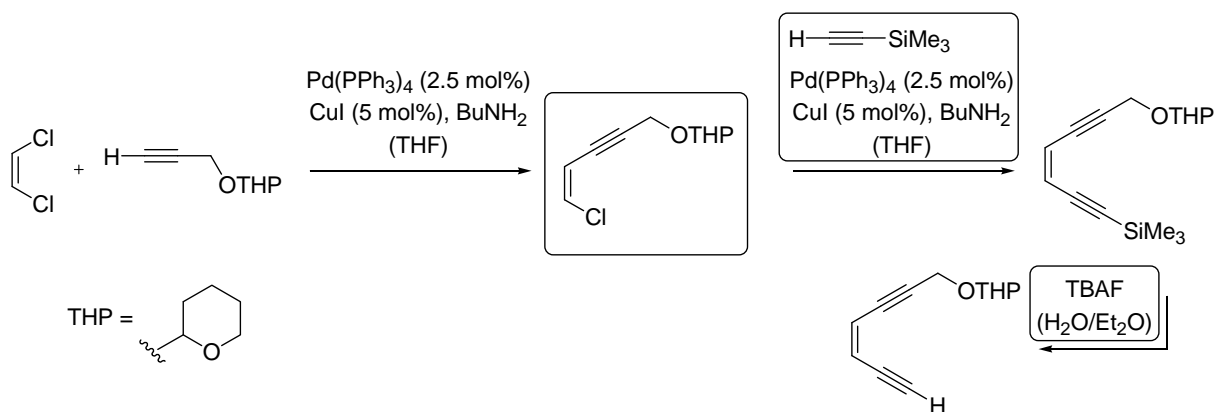 Cl
Cl
+
H
OTHP
Pd(PPh3)4 (2.5 mol%)
CuI (5 mol%), BuNH2
(THF)
OTHP
Cl
H
SiMe3
Pd(PPh3)4 (2.5 mol%)
CuI (5 mol%), BuNH2
(THF)
OTHP
SiMe3
THP =
O
OTHP
H
TBAF
(H2O/Et2O)